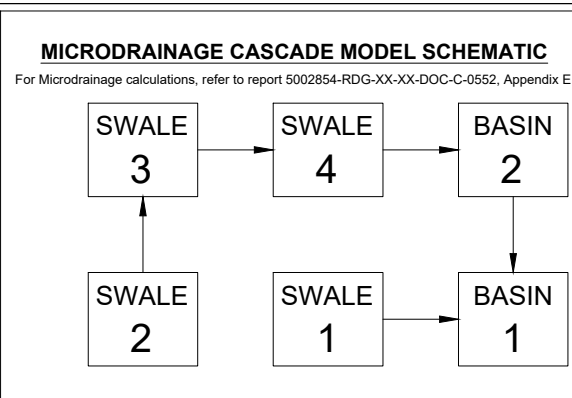 MICRODRAINAGE CASCADE MODEL SCHEMATIC
For Microdrainage calculations, refer to report 5002854-RDG-XX-XX-DOC-C-0552, Appendix E
SWALE
3
SWALE
4
BASIN
2
SWALE
2
SWALE
1
BASIN
1